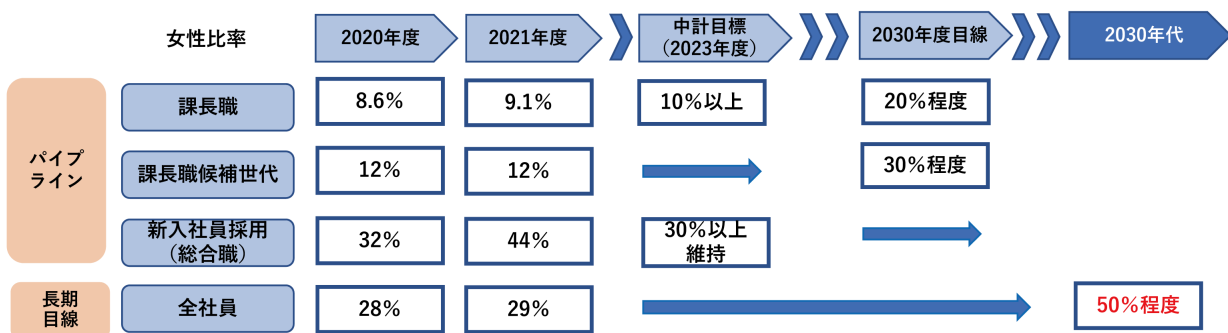 女性比率
2020年度
2021年度
中計目標
（2023年度）
2030年度目線
2030年代
パイプ
ライン
課長職
8.6%
9.1%
10%以上
20%程度
課長職候補世代
12%
12%
30%程度
新入社員採用
（総合職）
32%
44%
30%以上
維持
長期
目線
全社員
28%
29%
50%程度